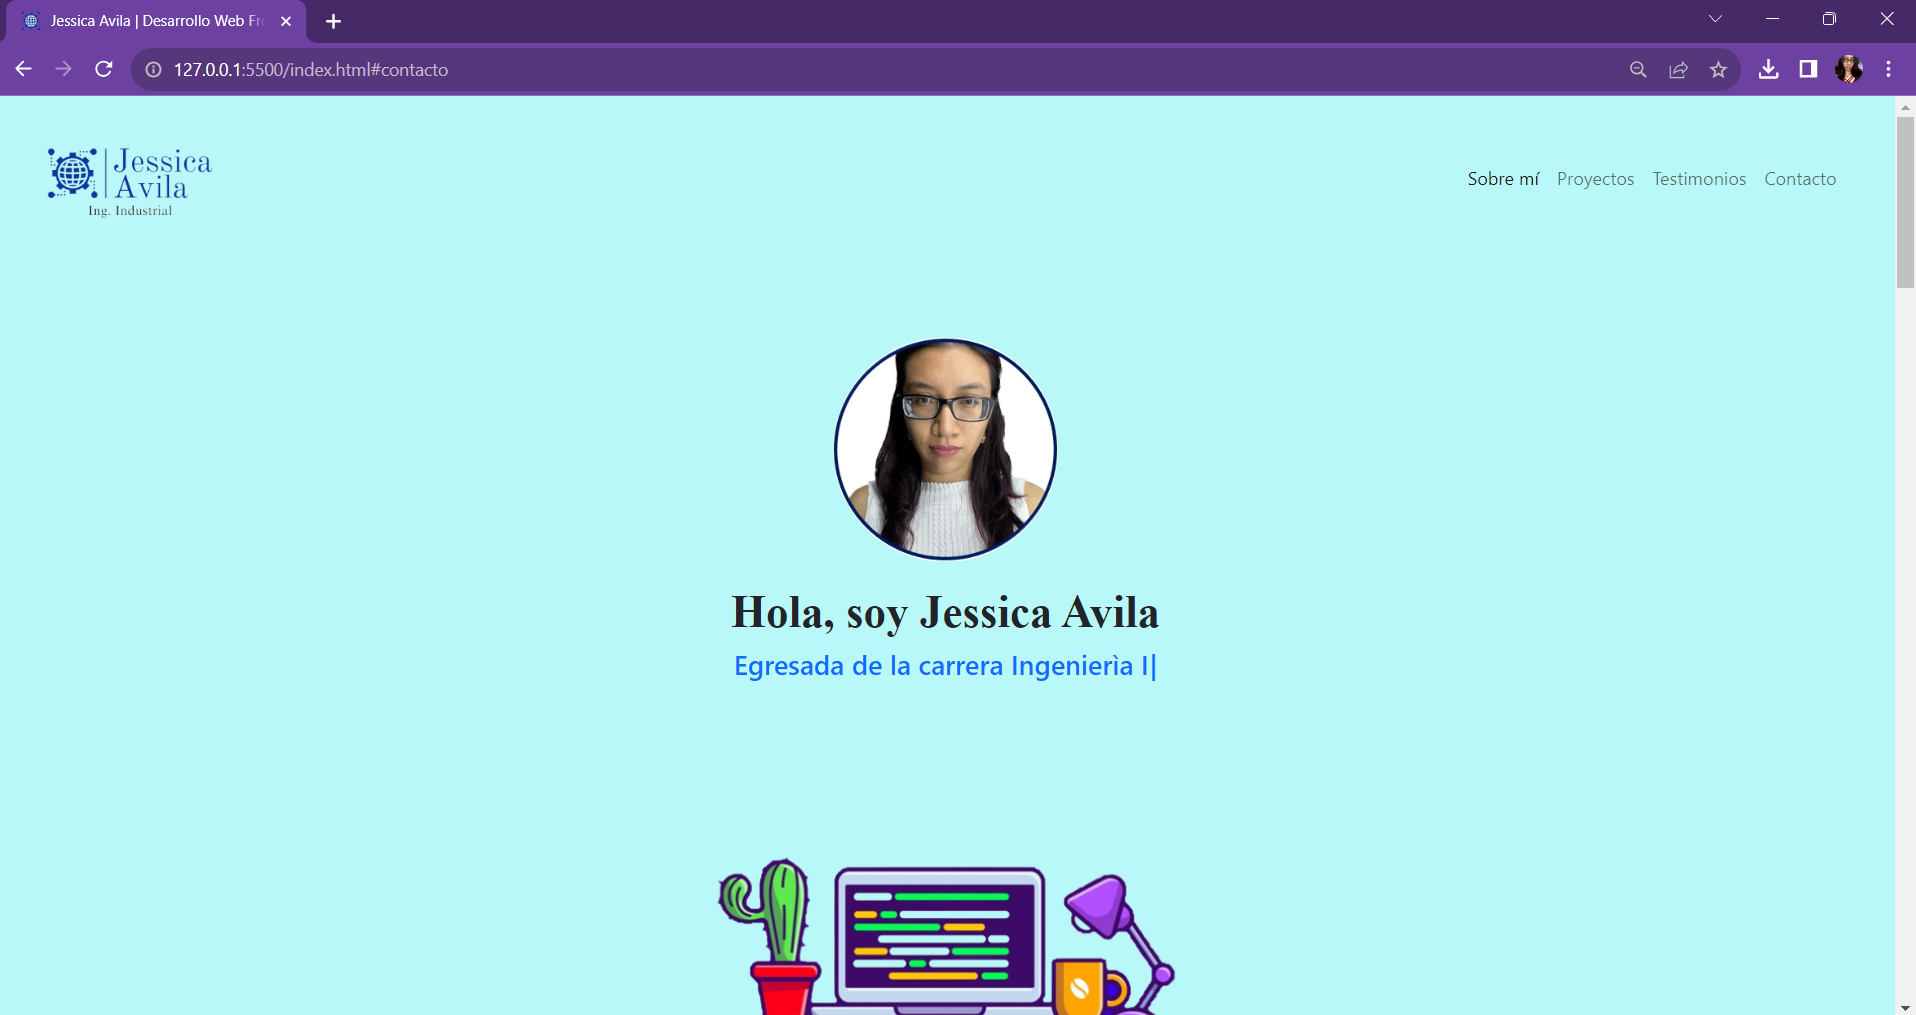 Jessica Avila | Desarrollo Web Fr
127.0.0.1:5500/index.html#contacto
Jessica
Avila
Ing. Industrial
Sobre mí Proyectos Testimonios Contacto
Hola, soy Jessica Avila
Egresada de la carrera Ingenierìa I|